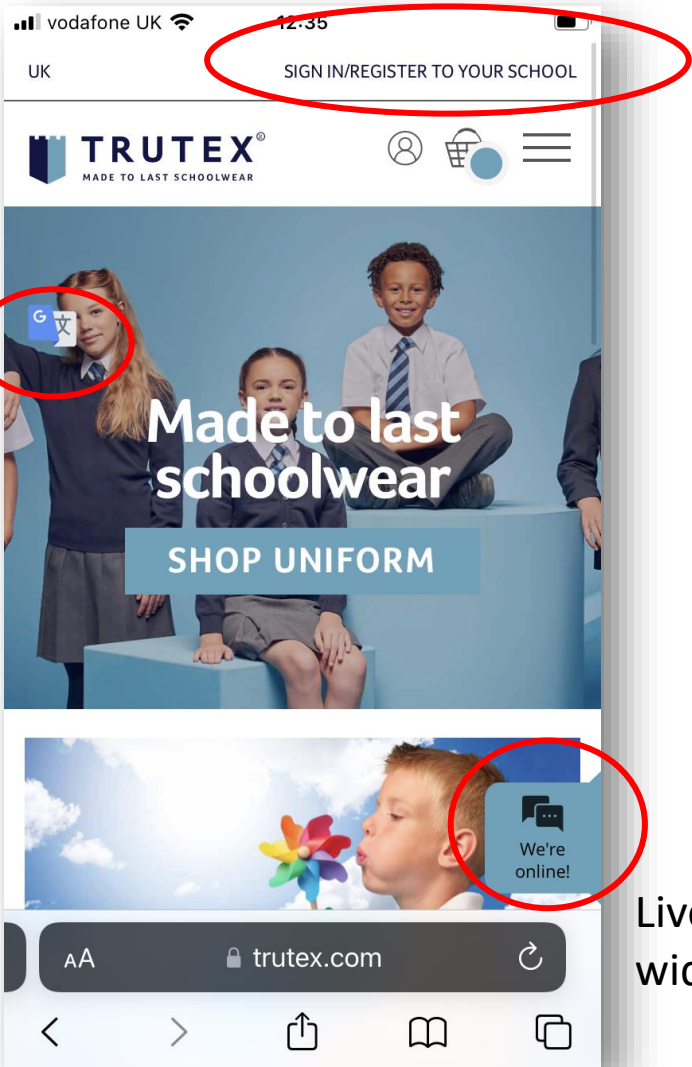 vodafone UK 12:35
UK SIGN IN/REGISTER TO YOUR SCHOOL
TRUTEX®
MADE TO LAST SCHOOLWEAR
G 文
Made to last
schoolwear
SHOP UNIFORM
We're
online!
Live
AA trutex.com